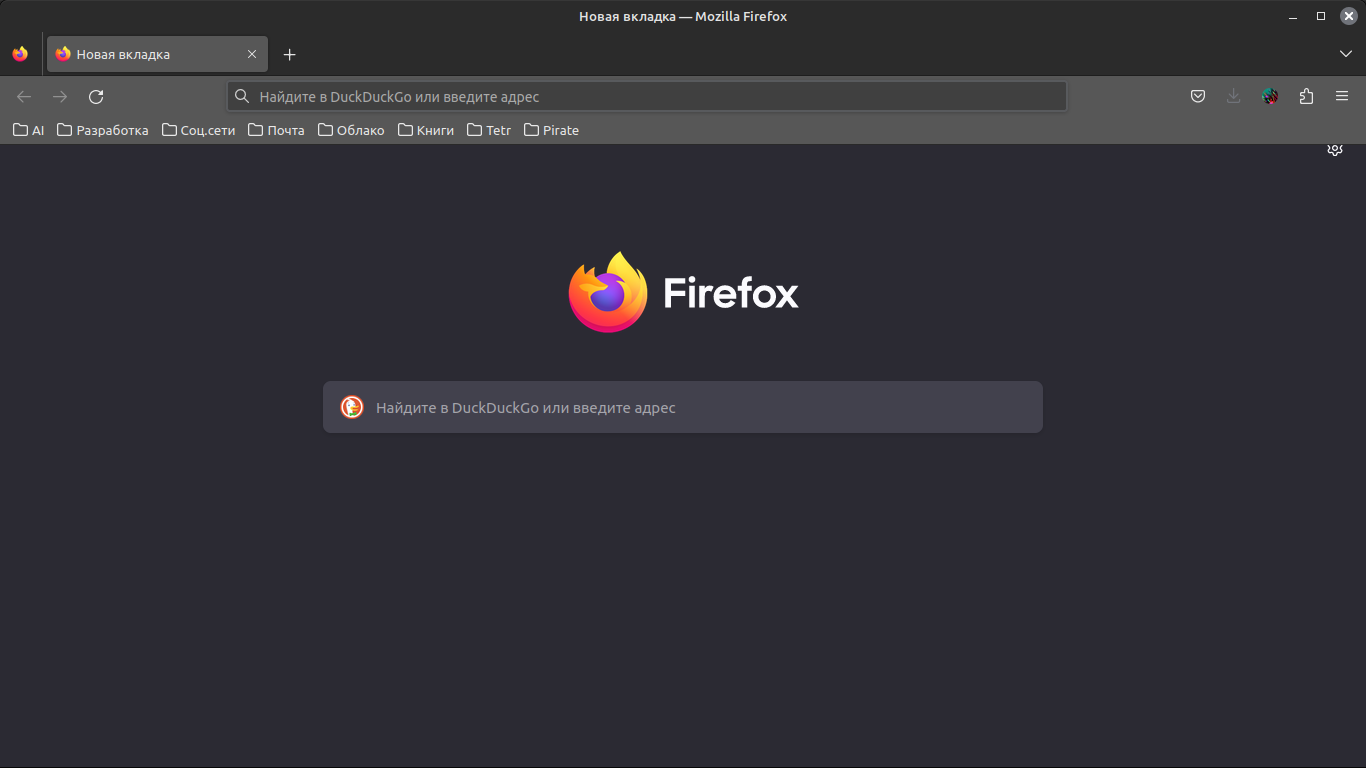 Новая вкладка — Mozilla Firefox
Новая вкладка
Найдите в DuckDuckGo или введите адрес
AI Разработка Соц.сети Почта Облако Книги Tetr Pirate
Firefox
Найдите в DuckDuckGo или введите адрес